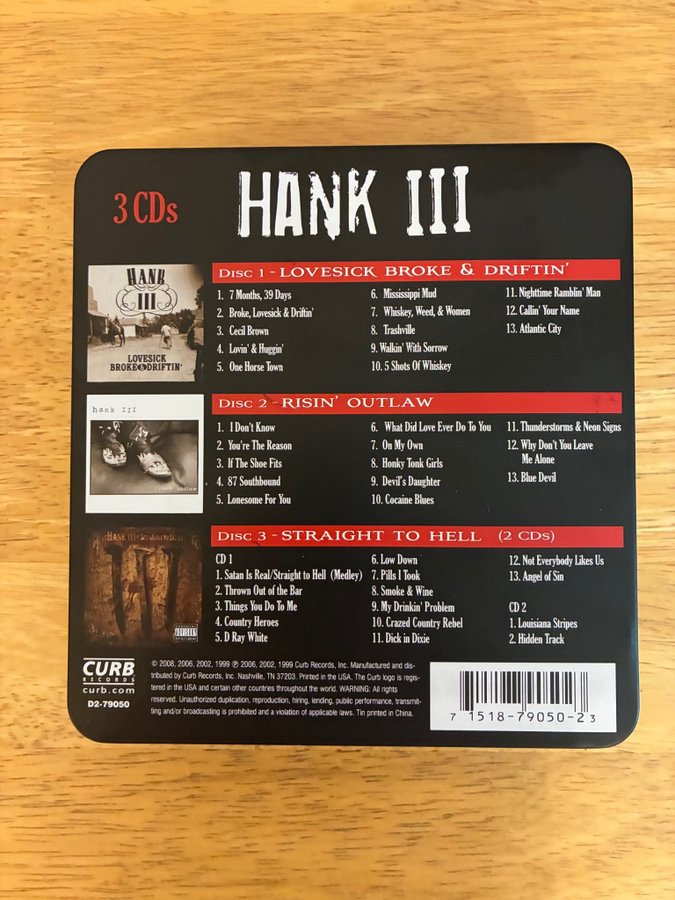 3 CDs
HANK III
DISC 1 - LOVESICK BROKE & DRIFTIN'
HANK
III
LOVESICK
BROKE & DRIFTIN'
1. 7 Months, 39 Days
2. Broke, Lovesick & Driftin'
3. Cecil Brown
4. Lovin' & Huggin'
5. One Horse Town
6. Mississippi Mud
7. Whiskey, Weed, & Women
8. Trashville
9. Walkin' With Sorrow
10. 5 Shots Of Whiskey
11. Nighttime Ramblin' Man
12. Callin' Your Name
13. Atlantic City
DISC 2 - RISIN' OUTLAW
hank III
risin' outlaw
1. I Don't Know
2. You're The Reason
3. If The Shoe Fits
4. 87 Southbound
5. Lonesome For You
6. What Did Love Ever Do To You
7. On My Own
8. Honky Tonk Girls
9. Devil's Daughter
10. Cocaine Blues
11. Thunderstorms & Neon Signs
12. Why Don't You Leave
Me Alone
13. Blue Devil
DISC 3 - STRAIGHT TO HELL (2 CDs)
CD 1
1. Satan Is Real/Straight to Hell (Medley)
2. Thrown Out of the Bar
3. Things You Do To Me
4. Country Heroes
5. D Ray White
6. Low Down
7. Pills I Took
8. Smoke & Wine
9. My Drinkin' Problem
10. Crazed Country Rebel
11. Dick in Dixie
12. Not Everybody Likes Us
13. Angel of Sin
CD 2
1. Louisiana Stripes
2. Hidden Track
CURB
RECORDS
curb.com
D2-79050
© 2008, 2006, 2002, 1999 ℗ 2006, 2002, 1999 Curb Records, Inc. Manufactured and dis-
tributed by Curb Records, Inc. Nashville, TN 37203. Printed in the USA. The Curb logo is regis-
tered in the USA and certain other countries throughout the world. WARNING: All rights
reserved. Unauthorized duplication, reproduction, hiring, lending, public performance, transmit-
ting and/or broadcasting is prohibited and a violation of applicable laws. Tin printed in China.
7 15187-9050-2 3